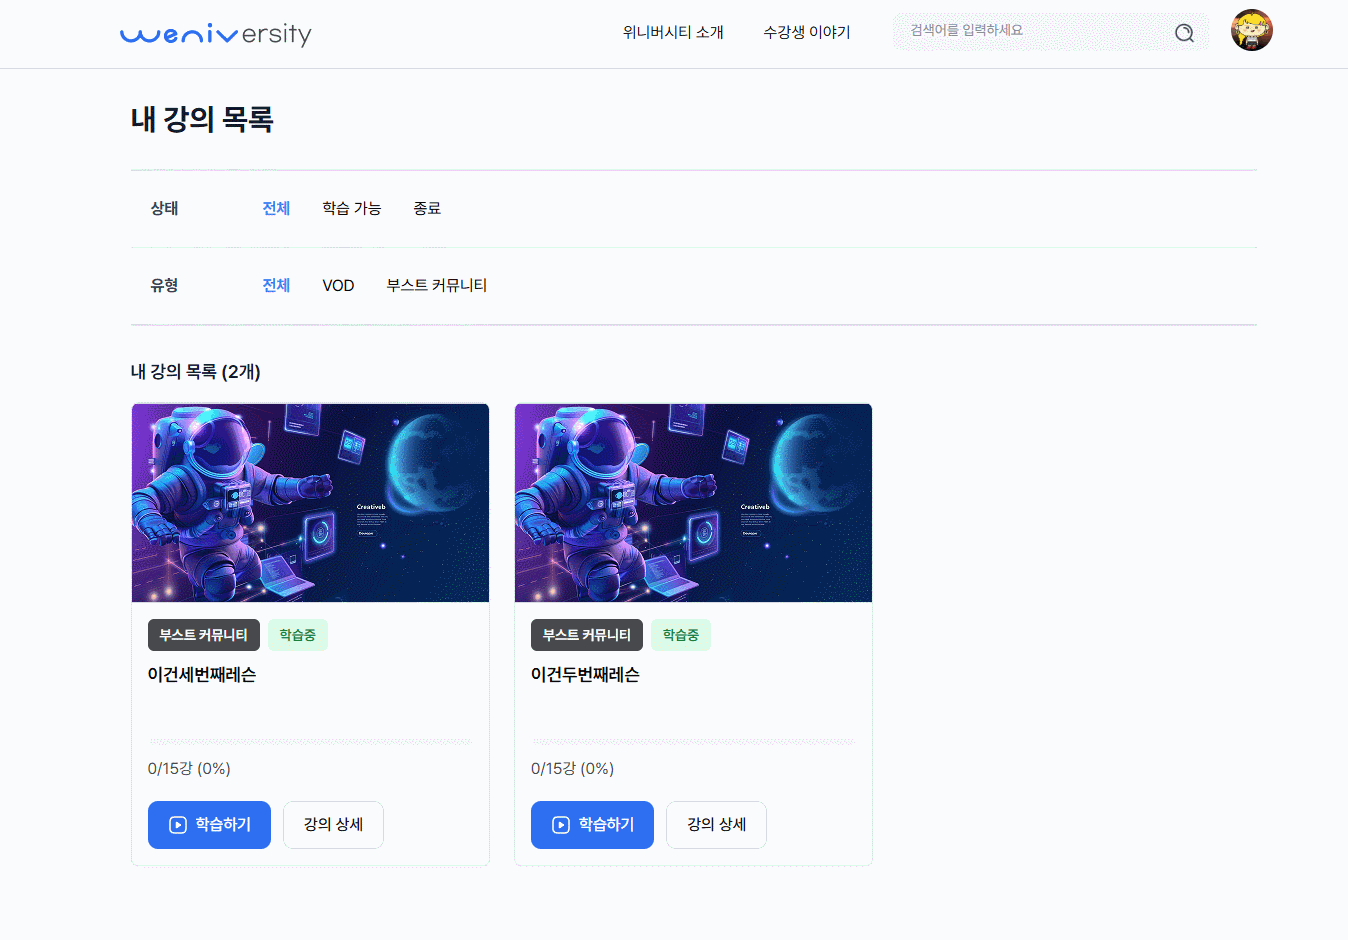 weniversity
위니버시티 소개
수강생 이야기
검색어를 입력하세요
내 강의 목록
상태 전체 학습 가능 종료
유형 전체 VOD 부스트 커뮤니티
내 강의 목록 (2개)
Creativeb
Creativeb
부스트 커뮤니티 학습중
이건세번째레슨
0/15강 (0%)
학습하기 강의 상세
부스트 커뮤니티 학습중
이건두번째레슨
0/15강 (0%)
학습하기 강의 상세